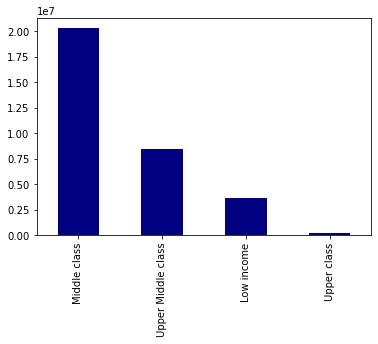 1e7
2.00
1.75
1.50
1.25
1.00
0.75
0.50
0.25
0.00
Middle class
Upper Middle class
Low income
Upper class